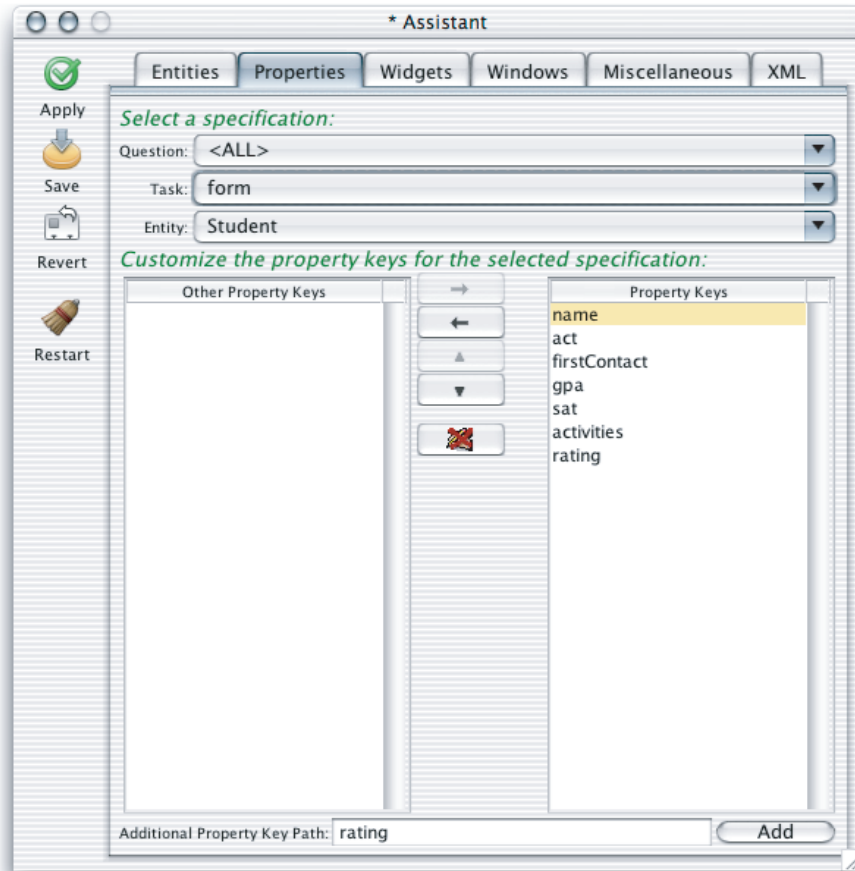 * Assistant
Entities Properties Widgets Windows Miscellaneous XML
Apply
Save
Revert
Restart
Select a specification:
Question: <ALL>
Task: form
Entity: Student
Customize the property keys for the selected specification:
Other Property Keys
Property Keys
name
act
firstContact
gpa
sat
activities
rating
Additional Property Key Path: rating Add